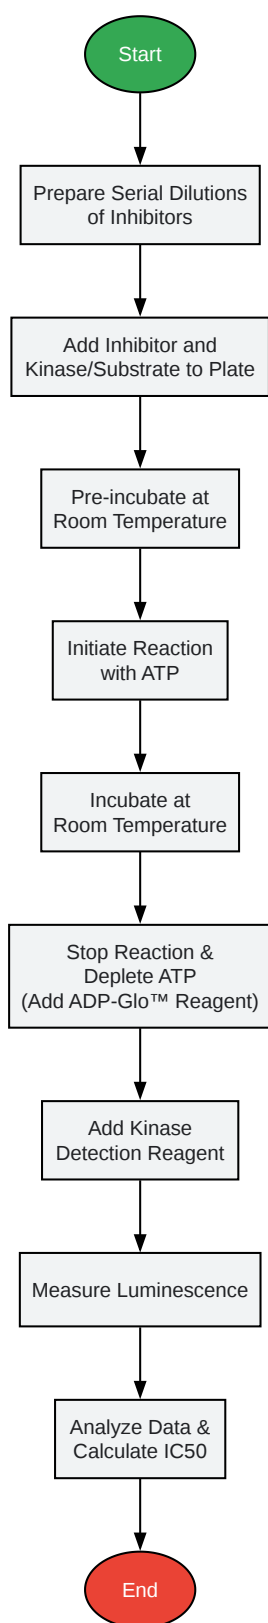 Start
Prepare Serial Dilutions
of Inhibitors
Add Inhibitor and
Kinase/Substrate to Plate
Pre-incubate at
Room Temperature
Initiate Reaction
with ATP
Incubate at
Room Temperature
Stop Reaction &
Deplete ATP
(Add ADP-Glo™ Reagent)
Add Kinase
Detection Reagent
Measure Luminescence
Analyze Data &
Calculate IC50
End